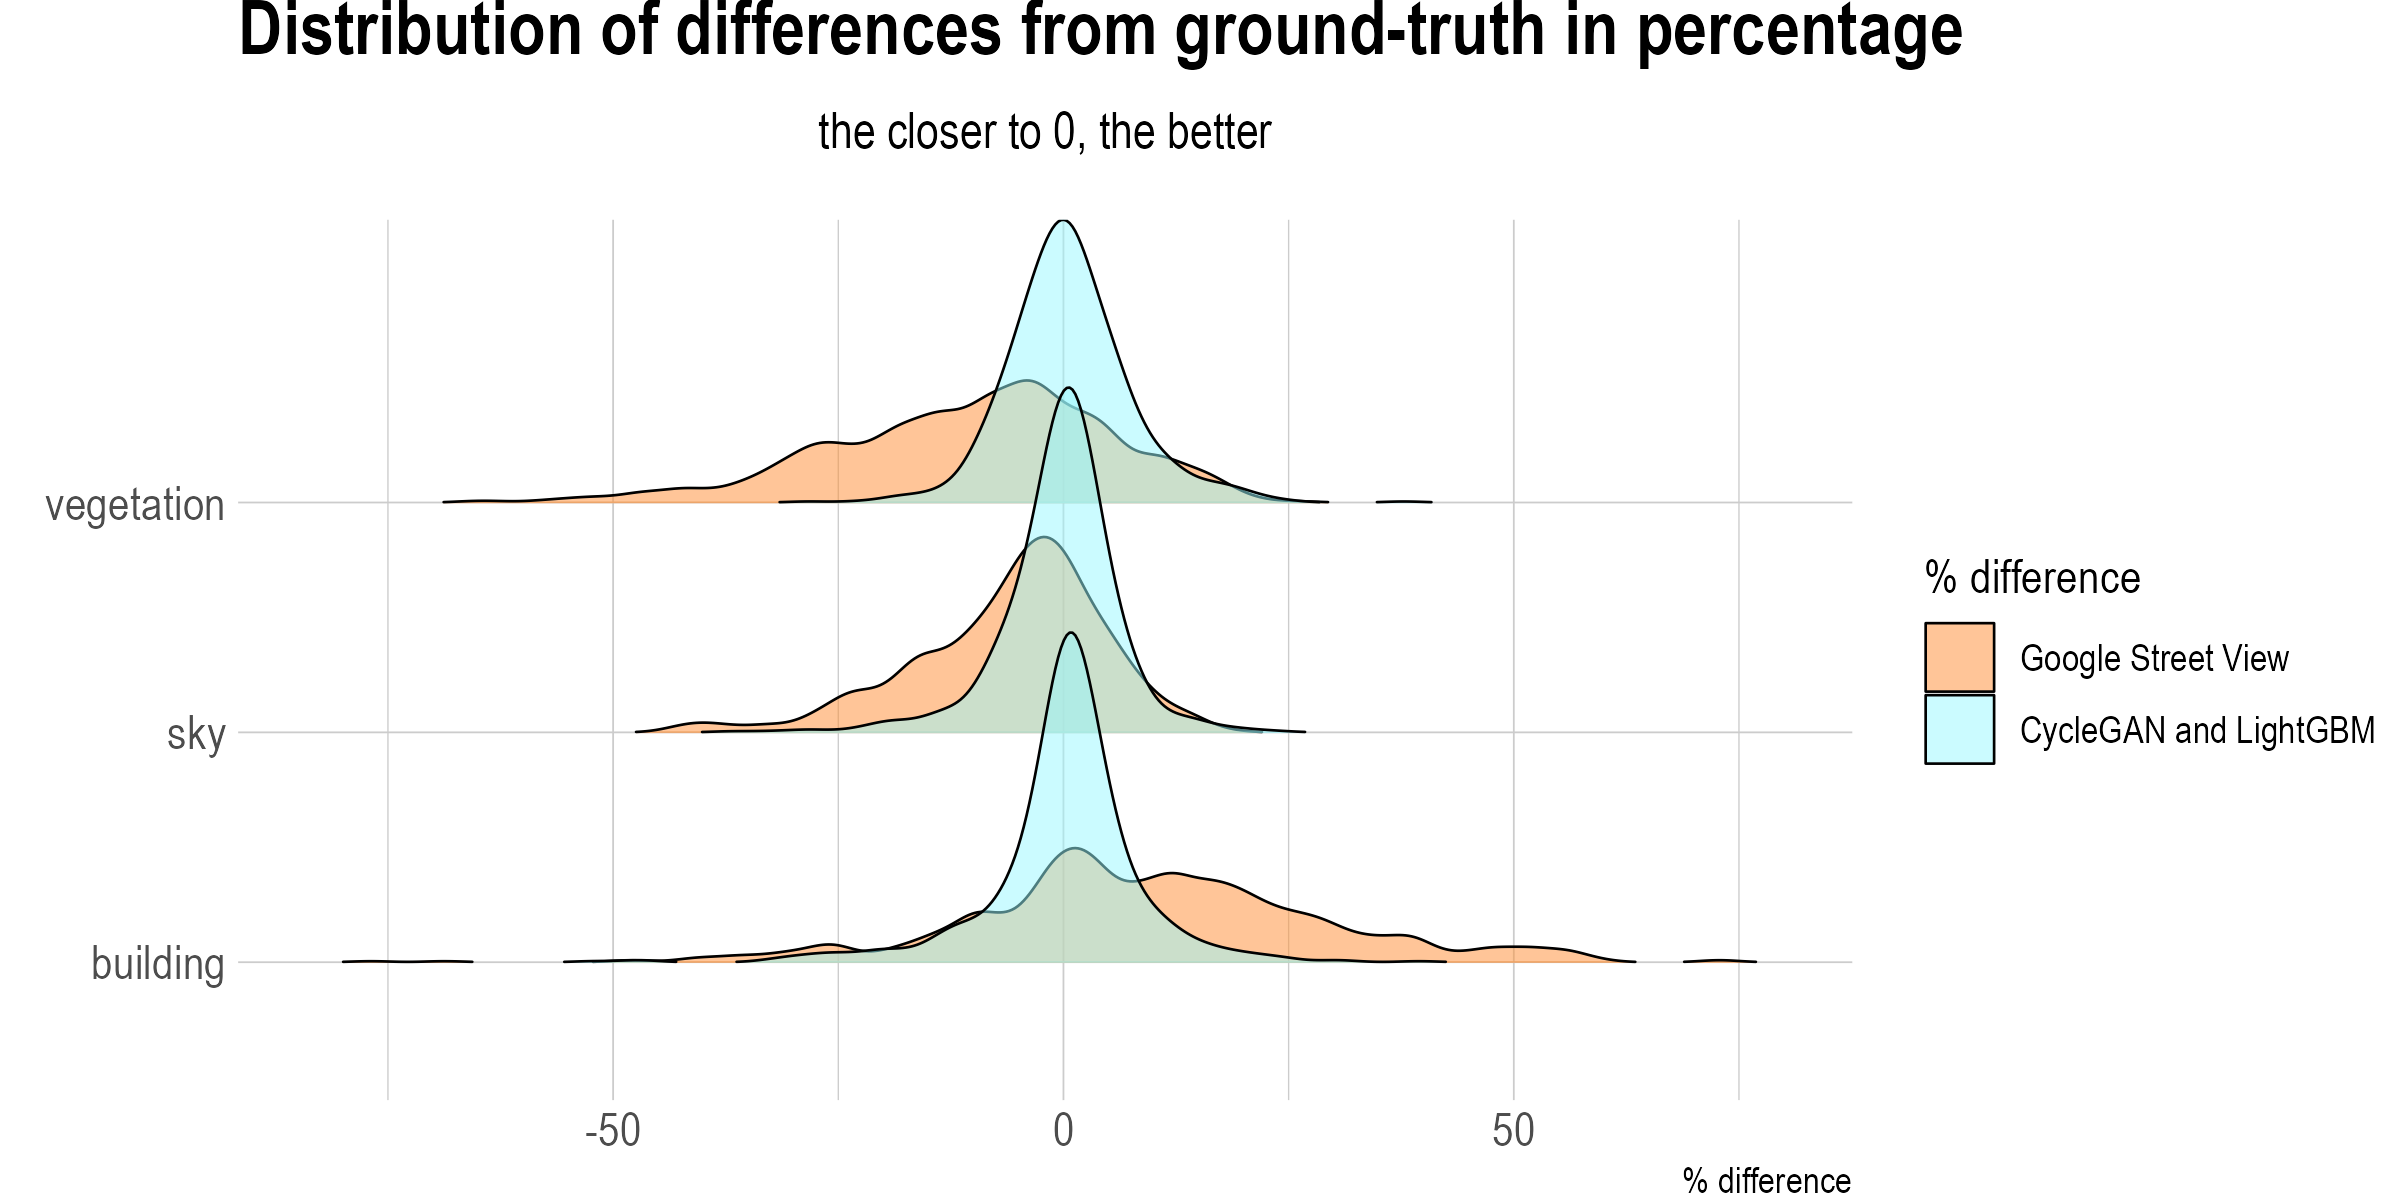 Distribution of differences from ground-truth in percentage
the closer to 0, the better
vegetation
sky
building
-50 0 50
% difference
% difference
Google Street View
CycleGAN and LightGBM